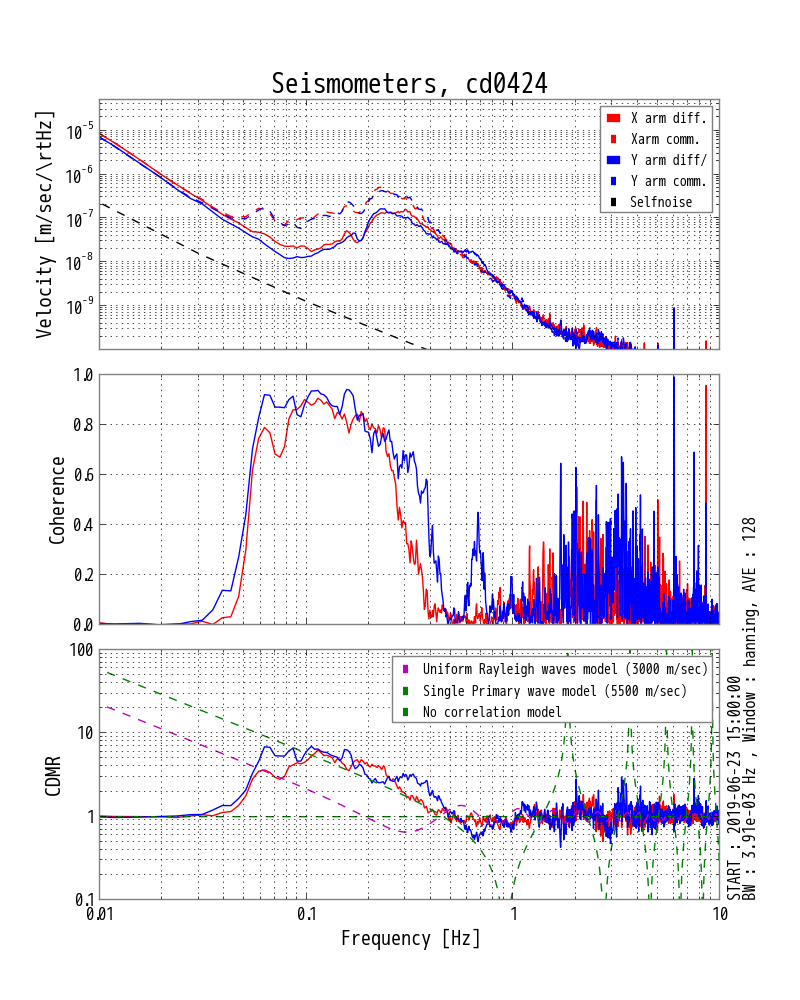 Seismometers, cd0424
Velocity [m/sec/\rtHz]
10^-5
10^-6
10^-7
10^-8
10^-9
X arm diff.
Xarm comm.
Y arm diff/
Y arm comm.
Selfnoise
Coherence
1.0
0.8
0.6
0.4
0.2
0.0
CDMR
100
10
1
0.1
Uniform Rayleigh waves model (3000 m/sec)
Single Primary wave model (5500 m/sec)
No correlation model
0.01
0.1
1
10
Frequency [Hz]
START : 2019-06-23 15:00:00
BW : 3.91e-03 Hz , Window : hanning, AVE : 128